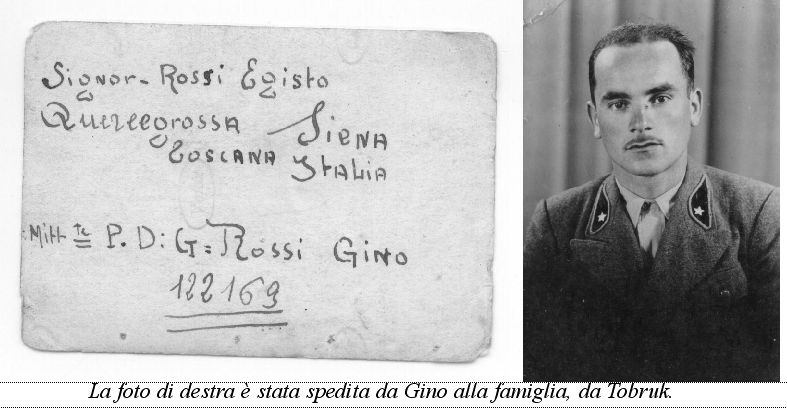 Signor- Rossi Egisto
Quercegrossa Siena
Toscana Italia
Mitt te P. D: G= Rossi Gino
122169
La foto di destra è stata spedita da Gino alla famiglia, da Tobruk.